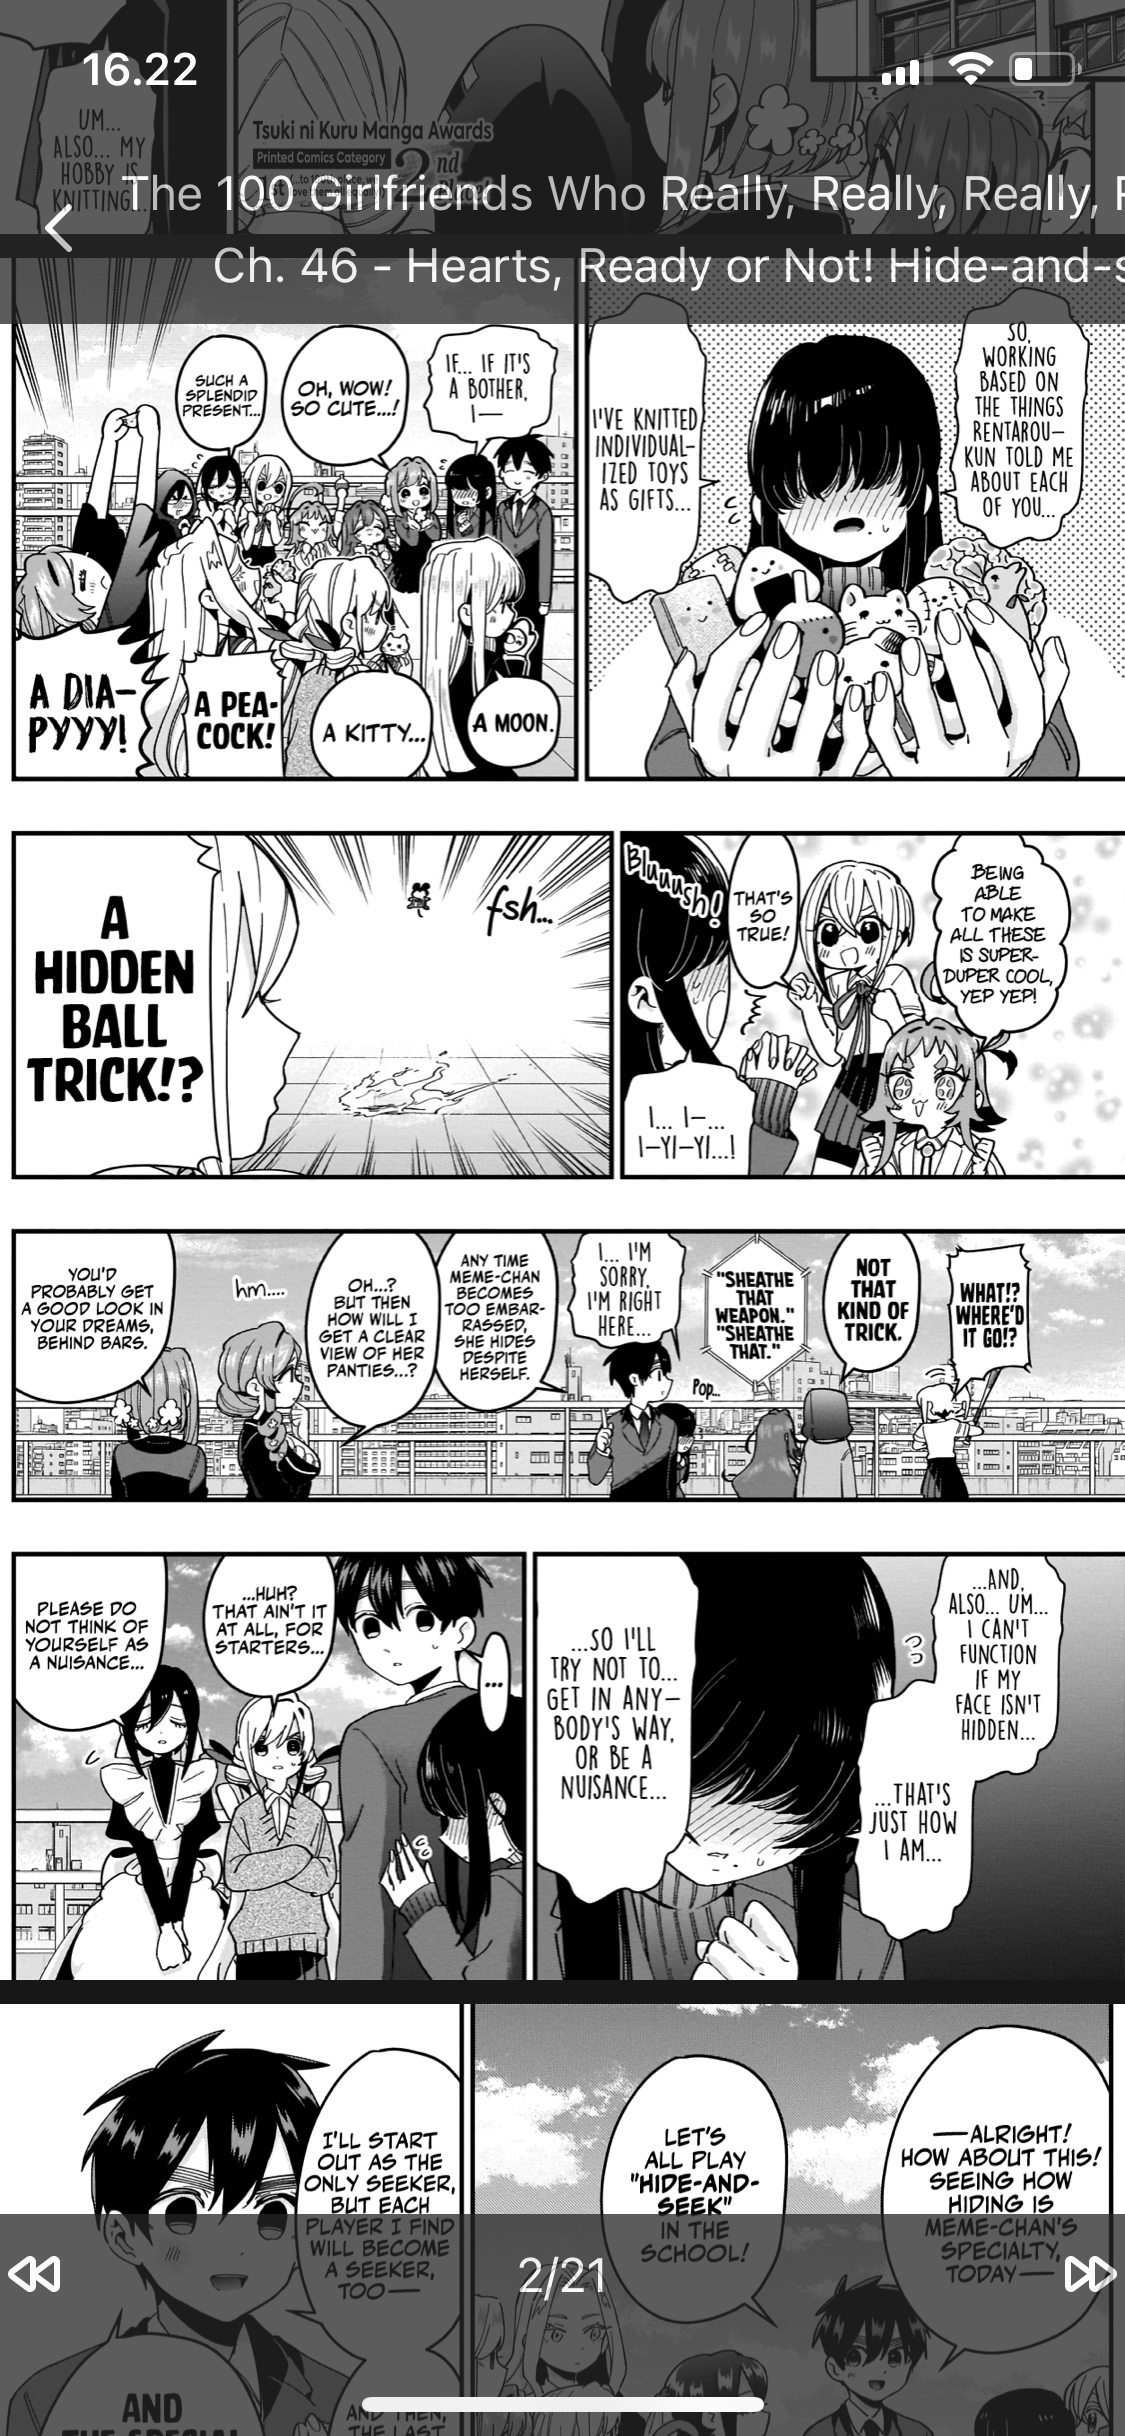 16.22
UM...
ALSO... MY
HOBBY IS
KNITTING...
Tsuki ni Kuru Manga Awards
Printed Comics Category
2nd
The 100 Girlfriends Who Really, Really, Really,
Ch. 46 - Hearts, Ready or Not! Hide-and-s
SO,
WORKING
BASED ON
THE THINGS
RENTAROU-
KUN TOLD ME
ABOUT EACH
OF YOU...
I'VE KNITTED
INDIVIDUAL-
IZED TOYS
AS GIFTS...
IF... IF IT'S
A BOTHER,
I—
OH, WOW!
SO CUTE...!
SUCH A
SPLENDID
PRESENT...
A MOON.
A KITTY...
A PEA-
COCK!
A DIA-
PYYY!
BEING
ABLE
TO MAKE
ALL THESE
IS SUPER-
DUPER COOL,
YEP YEP!
THAT'S
SO
TRUE!
Bluuush!
I... I-...
I-YI-YI...!
fsh...
A
HIDDEN
BALL
TRICK!?
WHAT!?
WHERE'D
IT GO!?
NOT
THAT
KIND OF
TRICK.
"SHEATHE
THAT
WEAPON."
"SHEATHE
THAT."
Pop...
I... I'M
SORRY,
I'M RIGHT
HERE...
ANY TIME
MEME-CHAN
BECOMES
TOO EMBAR-
RASSED,
SHE HIDES
DESPITE
HERSELF.
OH...?
BUT THEN
HOW WILL I
GET A CLEAR
VIEW OF HER
PANTIES...?
hm....
YOU'D
PROBABLY GET
A GOOD LOOK IN
YOUR DREAMS,
BEHIND BARS.
...AND,
ALSO... UM...
I CAN'T
FUNCTION
IF MY
FACE ISN'T
HIDDEN...
...THAT'S
JUST HOW
I AM...
...SO I'LL
TRY NOT TO...
GET IN ANY-
BODY'S WAY,
OR BE A
NUISANCE...
...
...HUH?
THAT AIN'T IT
AT ALL, FOR
STARTERS...
PLEASE DO
NOT THINK OF
YOURSELF AS
A NUISANCE...
—ALRIGHT!
HOW ABOUT THIS!
SEEING HOW
HIDING IS
MEME-CHAN'S
SPECIALTY,
TODAY—
LET'S
ALL PLAY
"HIDE-AND-
SEEK"
IN THE
SCHOOL!
I'LL START
OUT AS THE
ONLY SEEKER,
BUT EACH
PLAYER I FIND
WILL BECOME
A SEEKER,
TOO—
2/21
AND THEN,
THE LAST
AND
THE SPECIAL